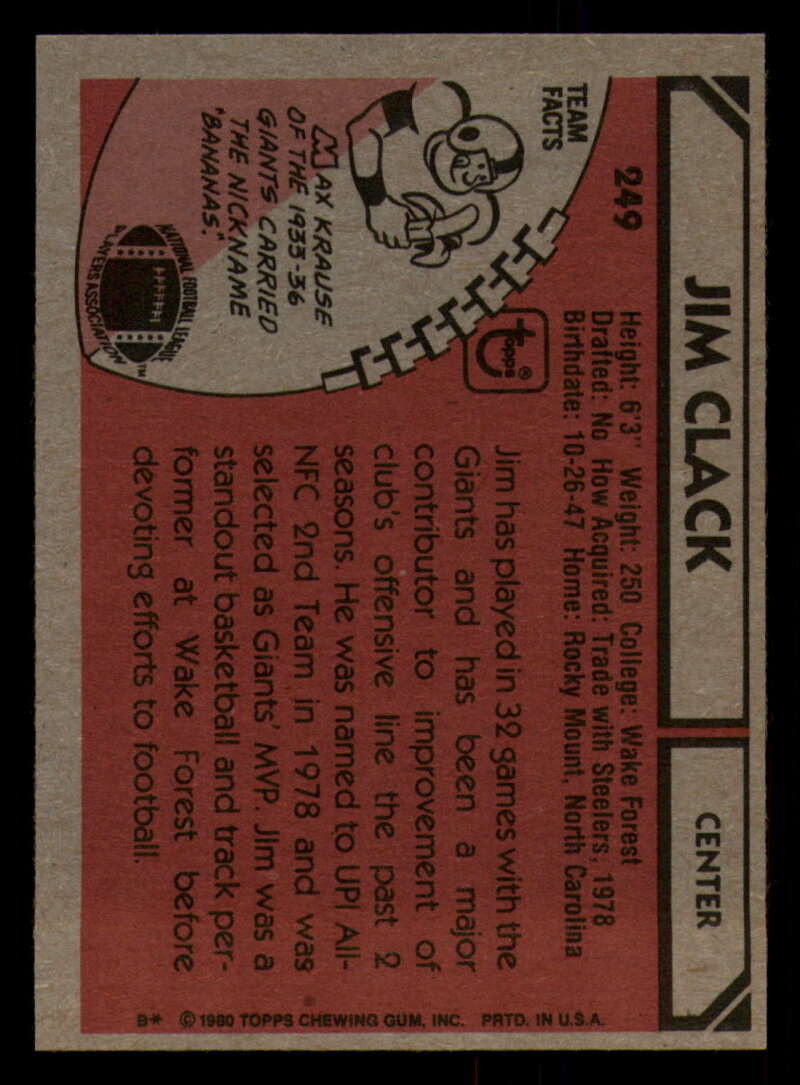 JIM CLACK
CENTER
249
Height: 6'3" Weight: 250 College: Wake Forest
Drafted: No How Acquired: Trade with Steelers, 1978
Birthdate: 10-26-47 Home: Rocky Mount, North Carolina
TEAM
FACTS
MAX KRAUSE
OF THE 1933-36
GIANTS CARRIED
THE NICKNAME
"BANANAS."
topps®
NATIONAL FOOTBALL LEAGUE
PLAYERS ASSOCIATION
TM
Jim has played in 32 games with the
Giants and has been a major
contributor to improvement of
club's offensive line the past 2
seasons. He was named to UPI All-
NFC 2nd Team in 1978 and was
selected as Giants' MVP. JIm was a
standout basketball and track per-
former at Wake Forest before
devoting efforts to football.
B* © 1980 TOPPS CHEWING GUM, INC. PRTD. IN U.S.A.